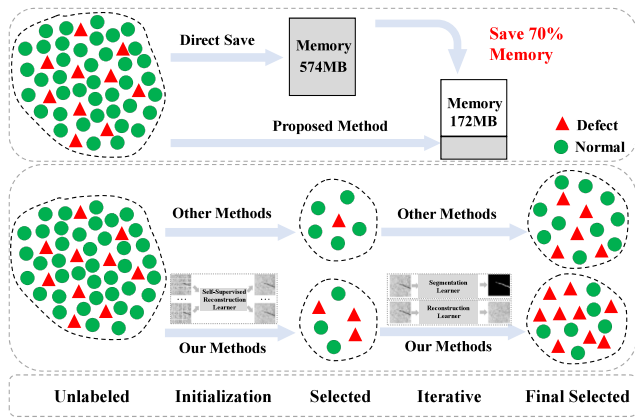 Direct Save
Memory
574MB
Save 70%
Memory
Memory
172MB
Proposed Method
Defect
Normal
Other Methods
Other Methods
Self-Supervised
Reconstruction
Learner
Segmentation
Learner
Reconstruction
Learner
Our Methods
Our Methods
Unlabeled Initialization Selected Iterative Final Selected